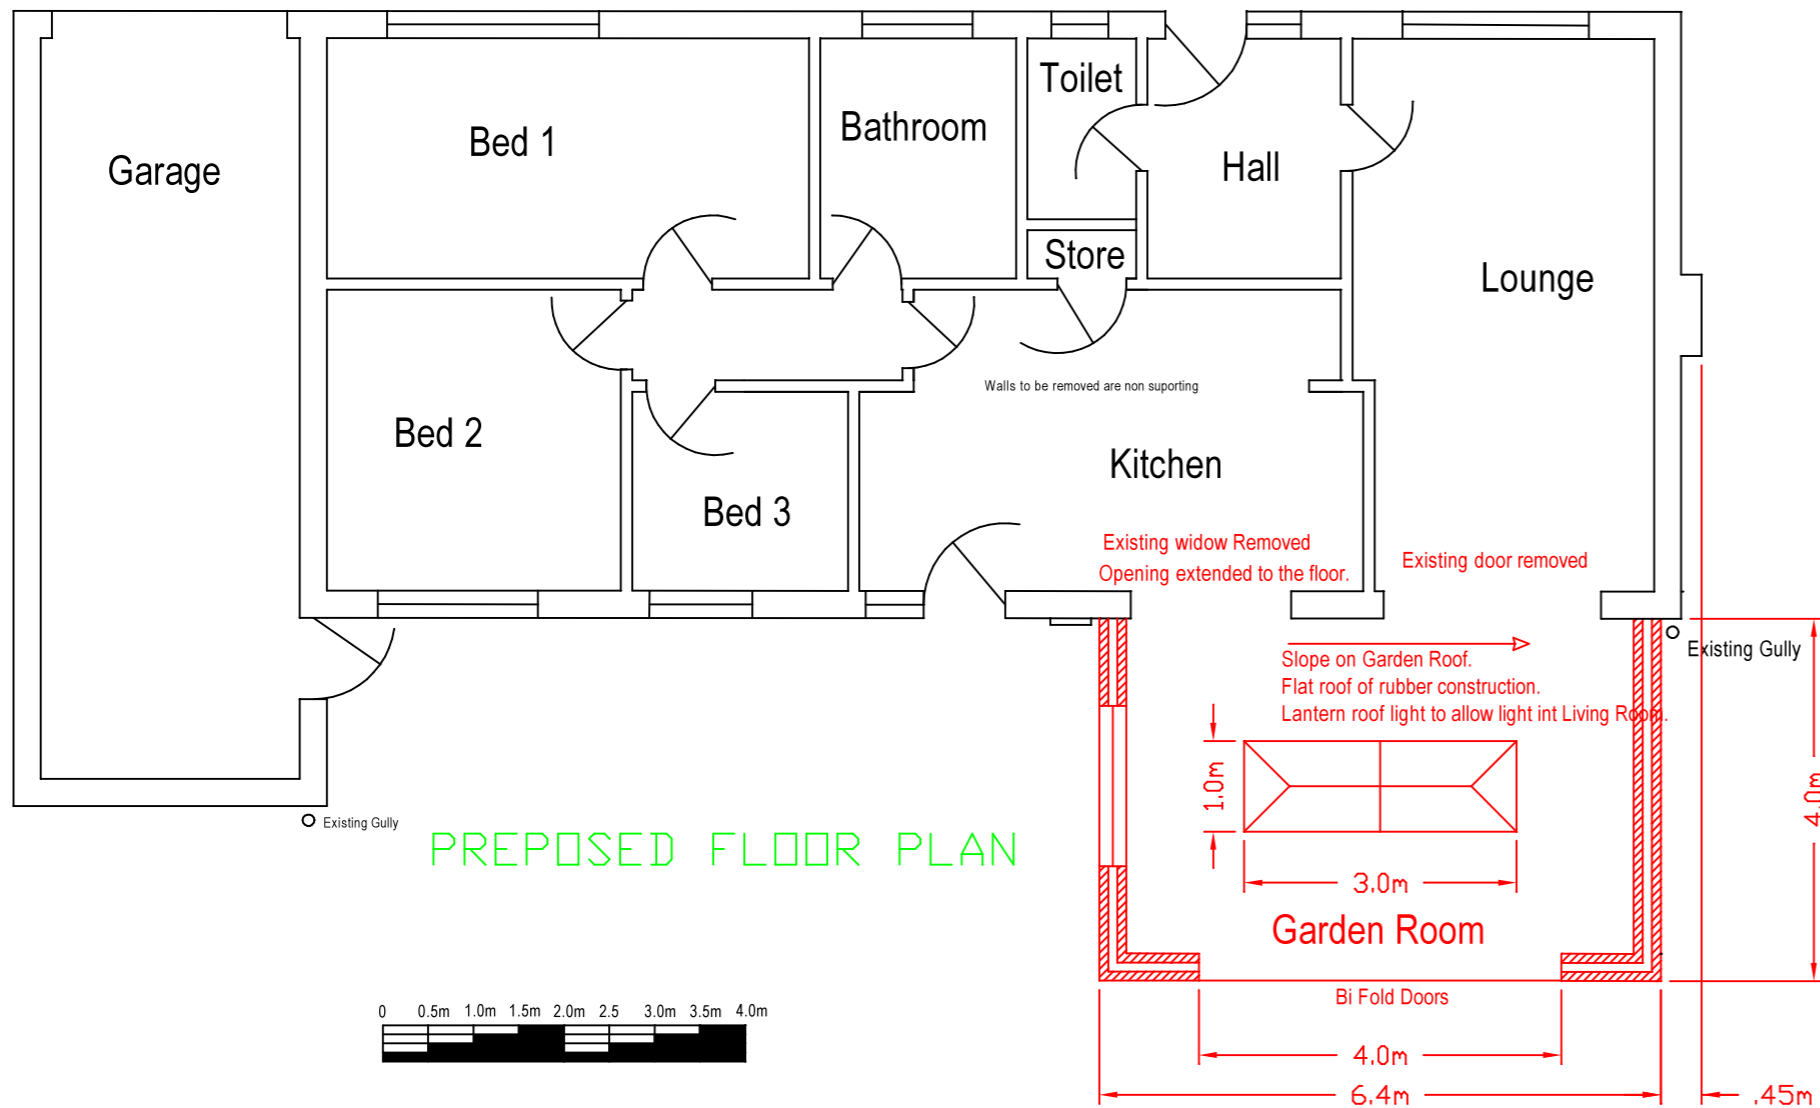 Toilet
Bed 1
Bathroom
Garage
Hall
Store
Lounge
Walls to be removed are non suporting
Bed 2
Kitchen
Bed 3
Existing widow Removed
Opening extended to the floor.
Existing door removed
Existing Gully
Slope on Garden Roof.
Flat roof of rubber construction.
Lantern roof light to allow light int Living Room.
1.0m
4.0m
Existing Gully
PREPOSED FLOOR PLAN
3.0m
Garden Room
Bi Fold Doors
0 0.5m 1.0m 1.5m 2.0m 2.5 3.0m 3.5m 4.0m
4.0m
6.4m
.45m